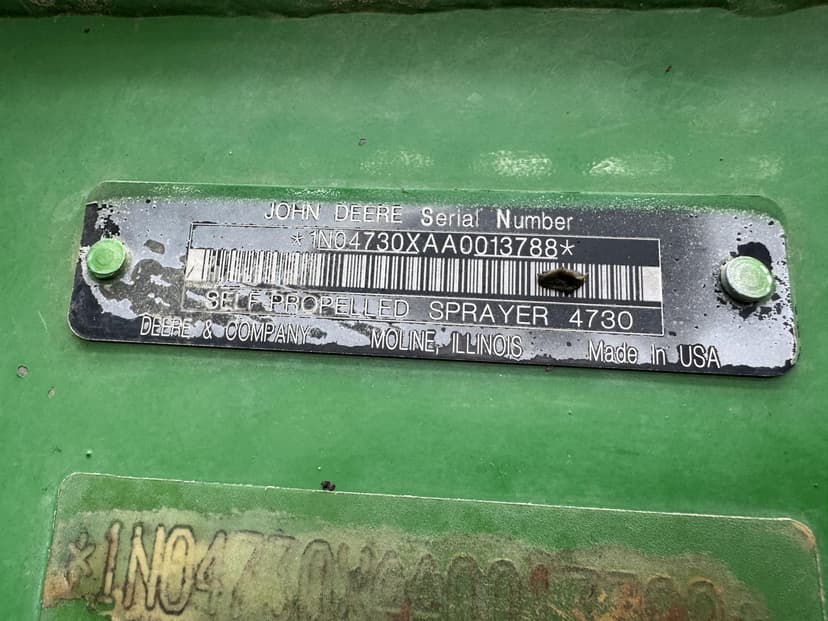 JOHN DEERE Serial Number
*1N04730XAA0013788*
SELF PROPELLED SPRAYER 4730
DEERE & COMPANY MOLINE, ILLINOIS Made In USA